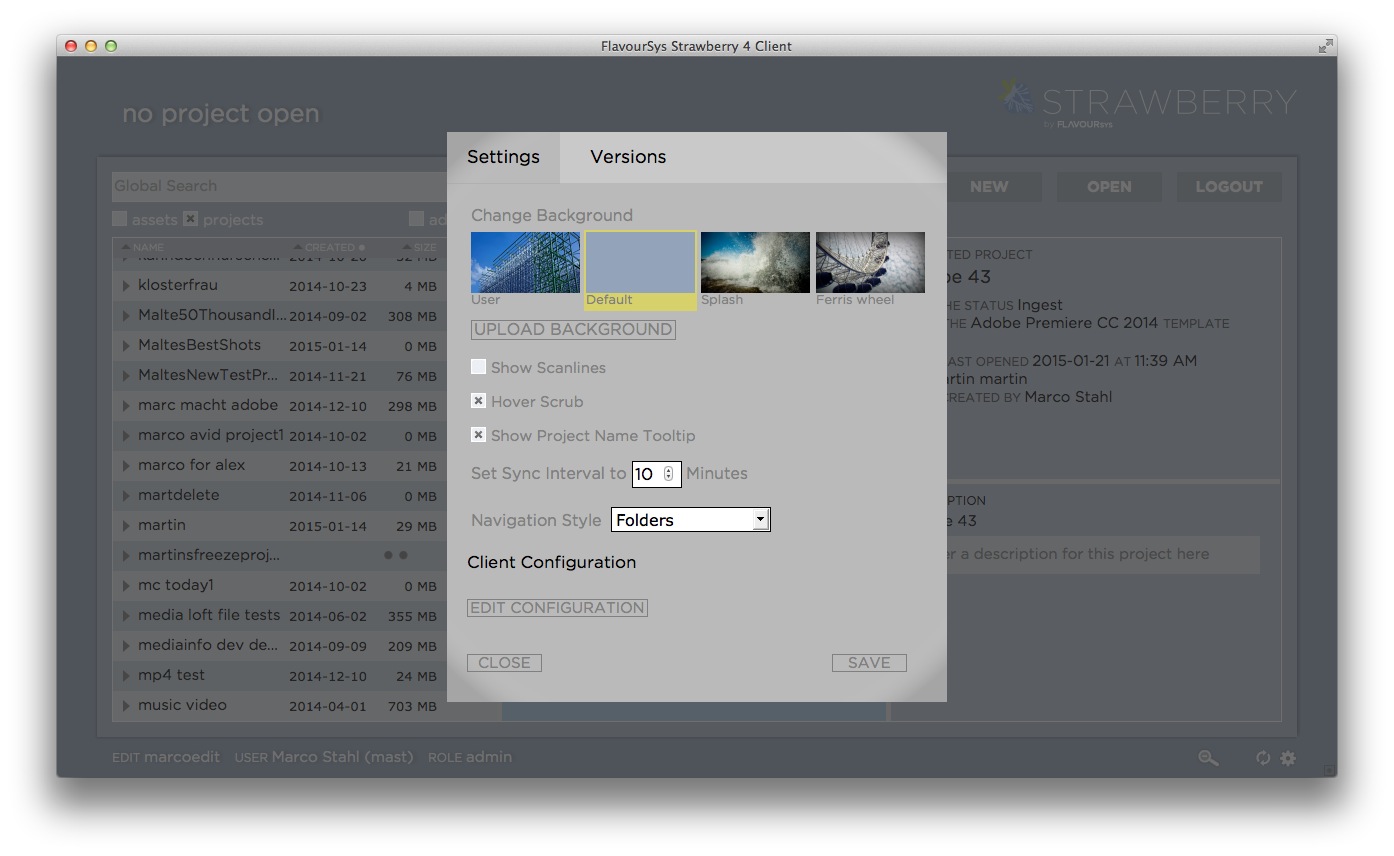 FlavourSys Strawberry 4 Client
no project open
STRAWBERRY
by FLAVOURsys
Global Search
NEW
OPEN
LOGOUT
assets
projects
ad
NAME
CREATED
SIZE
klosterfrau 2014-10-23 4 MB
Malte50Thousandl... 2014-09-02 308 MB
MaltesBestShots 2015-01-14 0 MB
MaltesNewTestPr... 2014-11-21 76 MB
marc macht adobe 2014-12-10 298 MB
marco avid project1 2014-10-02 0 MB
marco for alex 2014-10-13 21 MB
martdelete 2014-11-06 0 MB
martin 2015-01-14 29 MB
martinsfreezeproj...
mc today1 2014-10-02 0 MB
media loft file tests 2014-06-02 355 MB
mediainfo dev de... 2014-09-09 209 MB
mp4 test 2014-12-10 24 MB
music video 2014-04-01 703 MB
Settings
Versions
Change Background
User
Default
Splash
Ferris wheel
UPLOAD BACKGROUND
Show Scanlines
Hover Scrub
Show Project Name Tooltip
Set Sync Interval to 10 Minutes
Navigation Style Folders
Client Configuration
EDIT CONFIGURATION
CLOSE
SAVE
TED PROJECT
be 43
HE STATUS Ingest
THE Adobe Premiere CC 2014 TEMPLATE
AST OPENED 2015-01-21 AT 11:39 AM
artin martin
CREATED BY Marco Stahl
PTION
e 43
er a description for this project here
EDIT marcoedit USER Marco Stahl (mast) ROLE admin